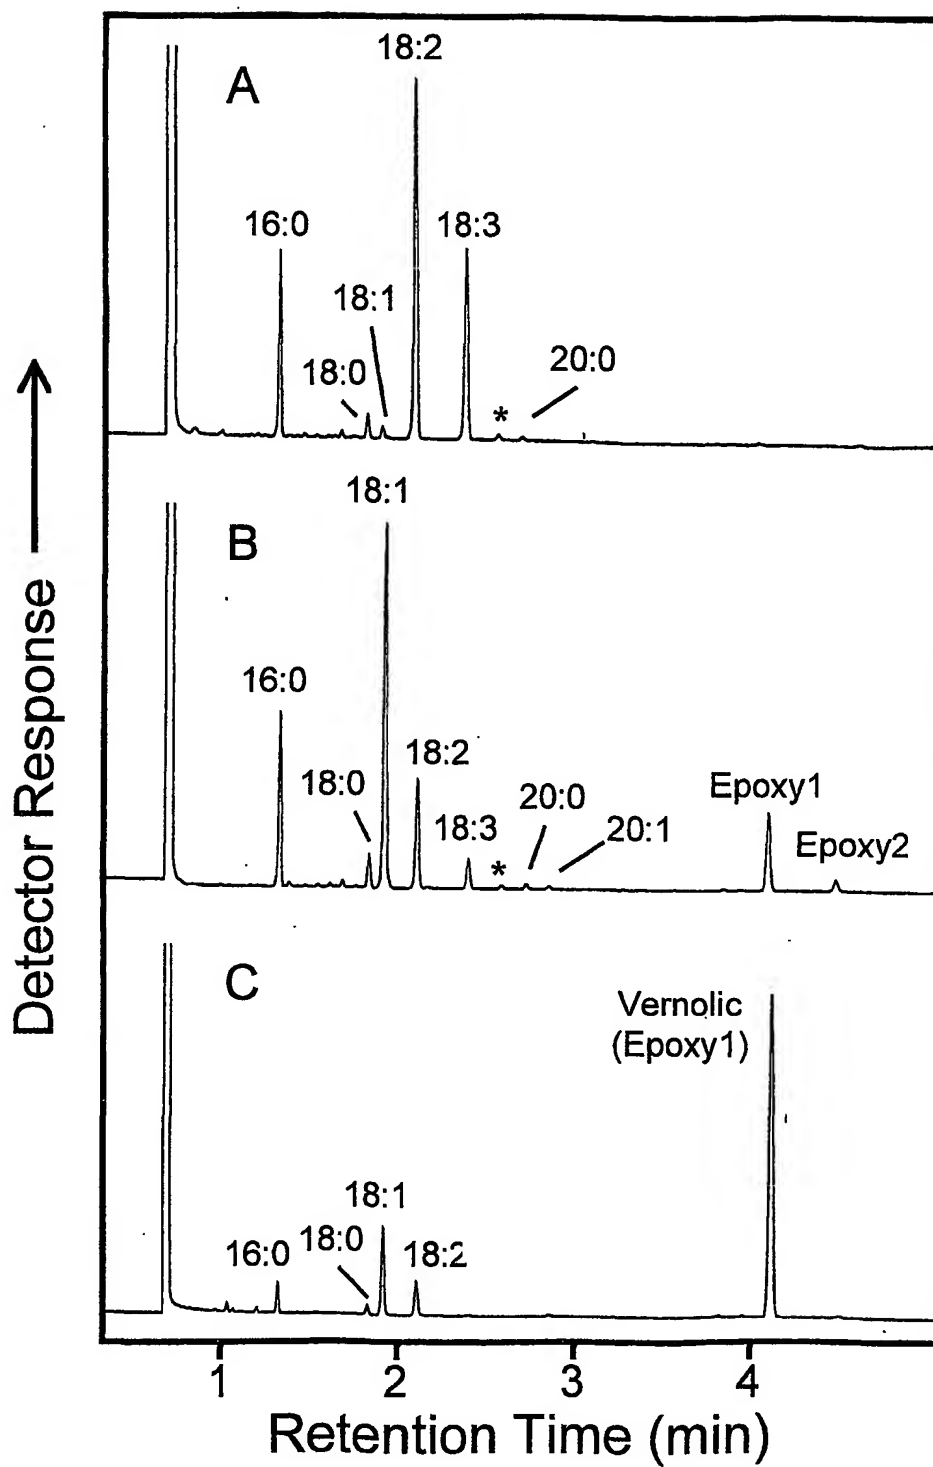 Detector Response
A
16:0
18:0
18:1
18:2
18:3
*
20:0
B
16:0
18:0
18:1
18:2
18:3
*
20:0
20:1
Epoxy1
Epoxy2
C
16:0
18:0
18:1
18:2
Vernolic
(Epoxy1)
1 2 3 4
Retention Time (min)